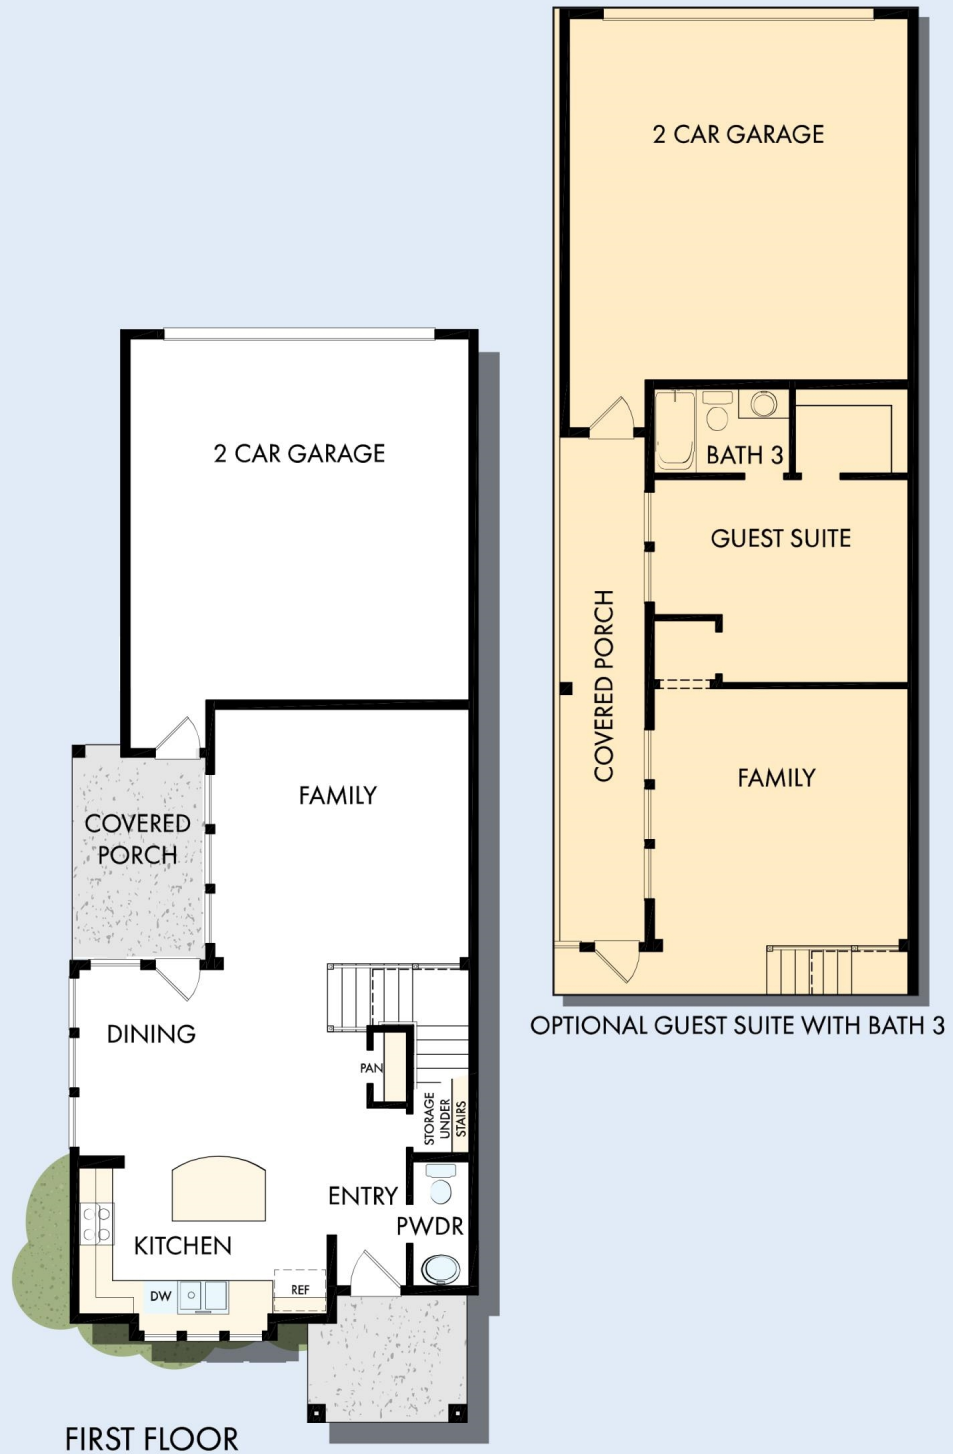 2 CAR GARAGE
FAMILY
COVERED
PORCH
DINING
PAN
STORAGE
UNDER
STAIRS
ENTRY
PWDR
KITCHEN
DW
REF
FIRST FLOOR
2 CAR GARAGE
BATH 3
GUEST SUITE
COVERED PORCH
FAMILY
OPTIONAL GUEST SUITE WITH BATH 3